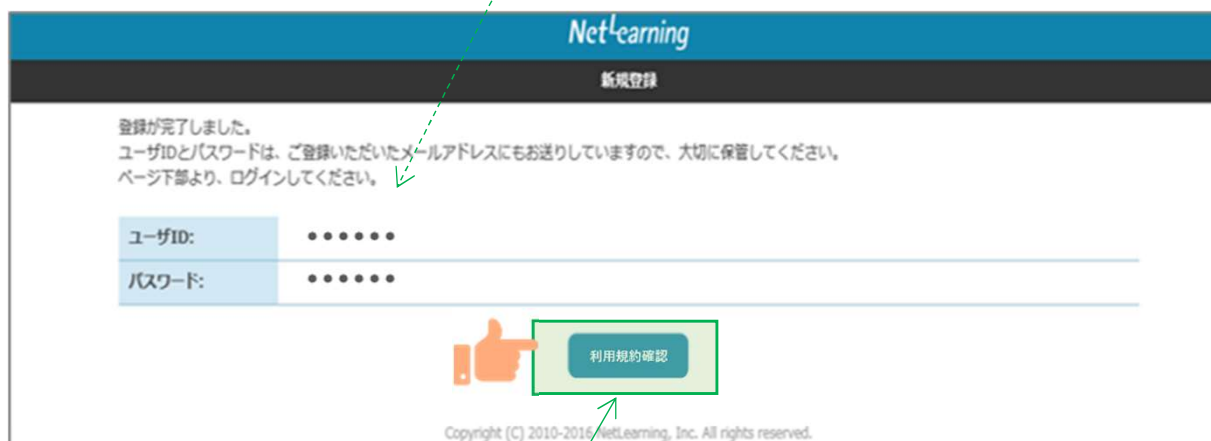 NetLearning
新規登録
登録が完了しました。
ユーザIDとパスワードは、ご登録いただいたメールアドレスにもお送りしていますので、大切に保管してください。
ページ下部より、ログインしてください。
ユーザID: ●●●●●●
パスワード: ●●●●●●
利用規約確認
Copyright (C) 2010-2016 NetLearning, Inc. All rights reserved.